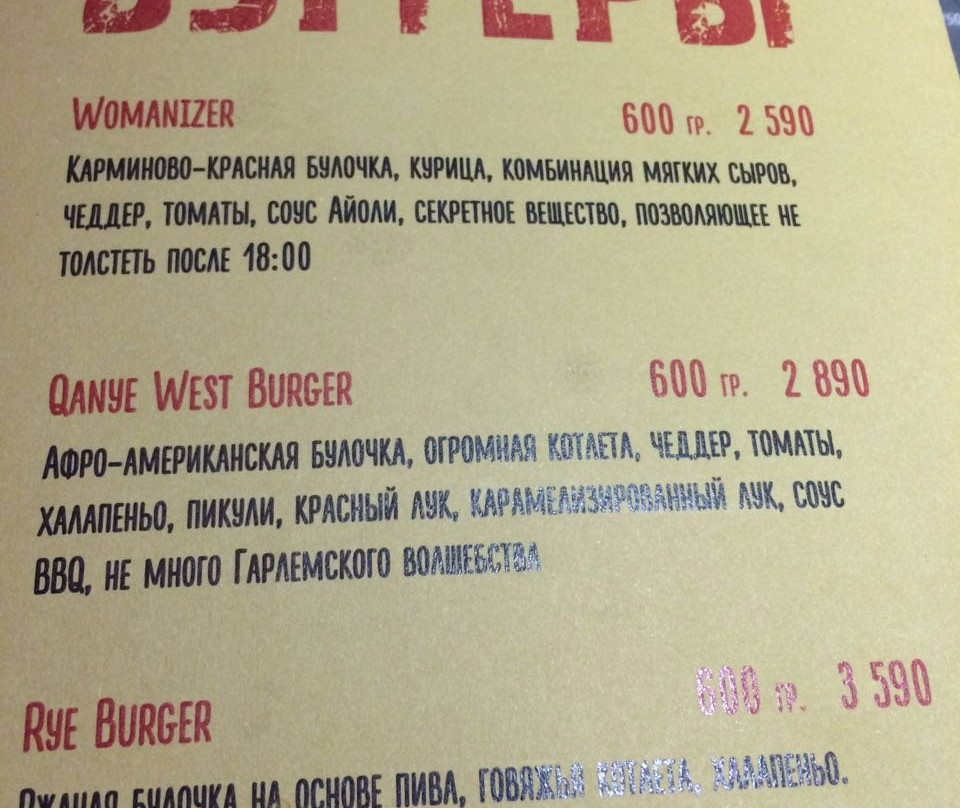 БУРГЕРЫ
Womanizer 600 гр. 2 590
Карминово-красная булочка, курица, комбинация мягких сыров,
чеддер, томаты, соус Айоли, секретное вещество, позволяющее не
толстеть после 18:00
Qanye West Burger 600 гр. 2 890
Афро-американская булочка, огромная котлета, чеддер, томаты,
халапеньо, пикули, красный лук, карамелизированный лук, соус
BBQ, не много Гарлемского волшебства
Rye Burger 600 гр. 3 590
Ржаная булочка на основе пива, говяжья котлета, халапеньо.